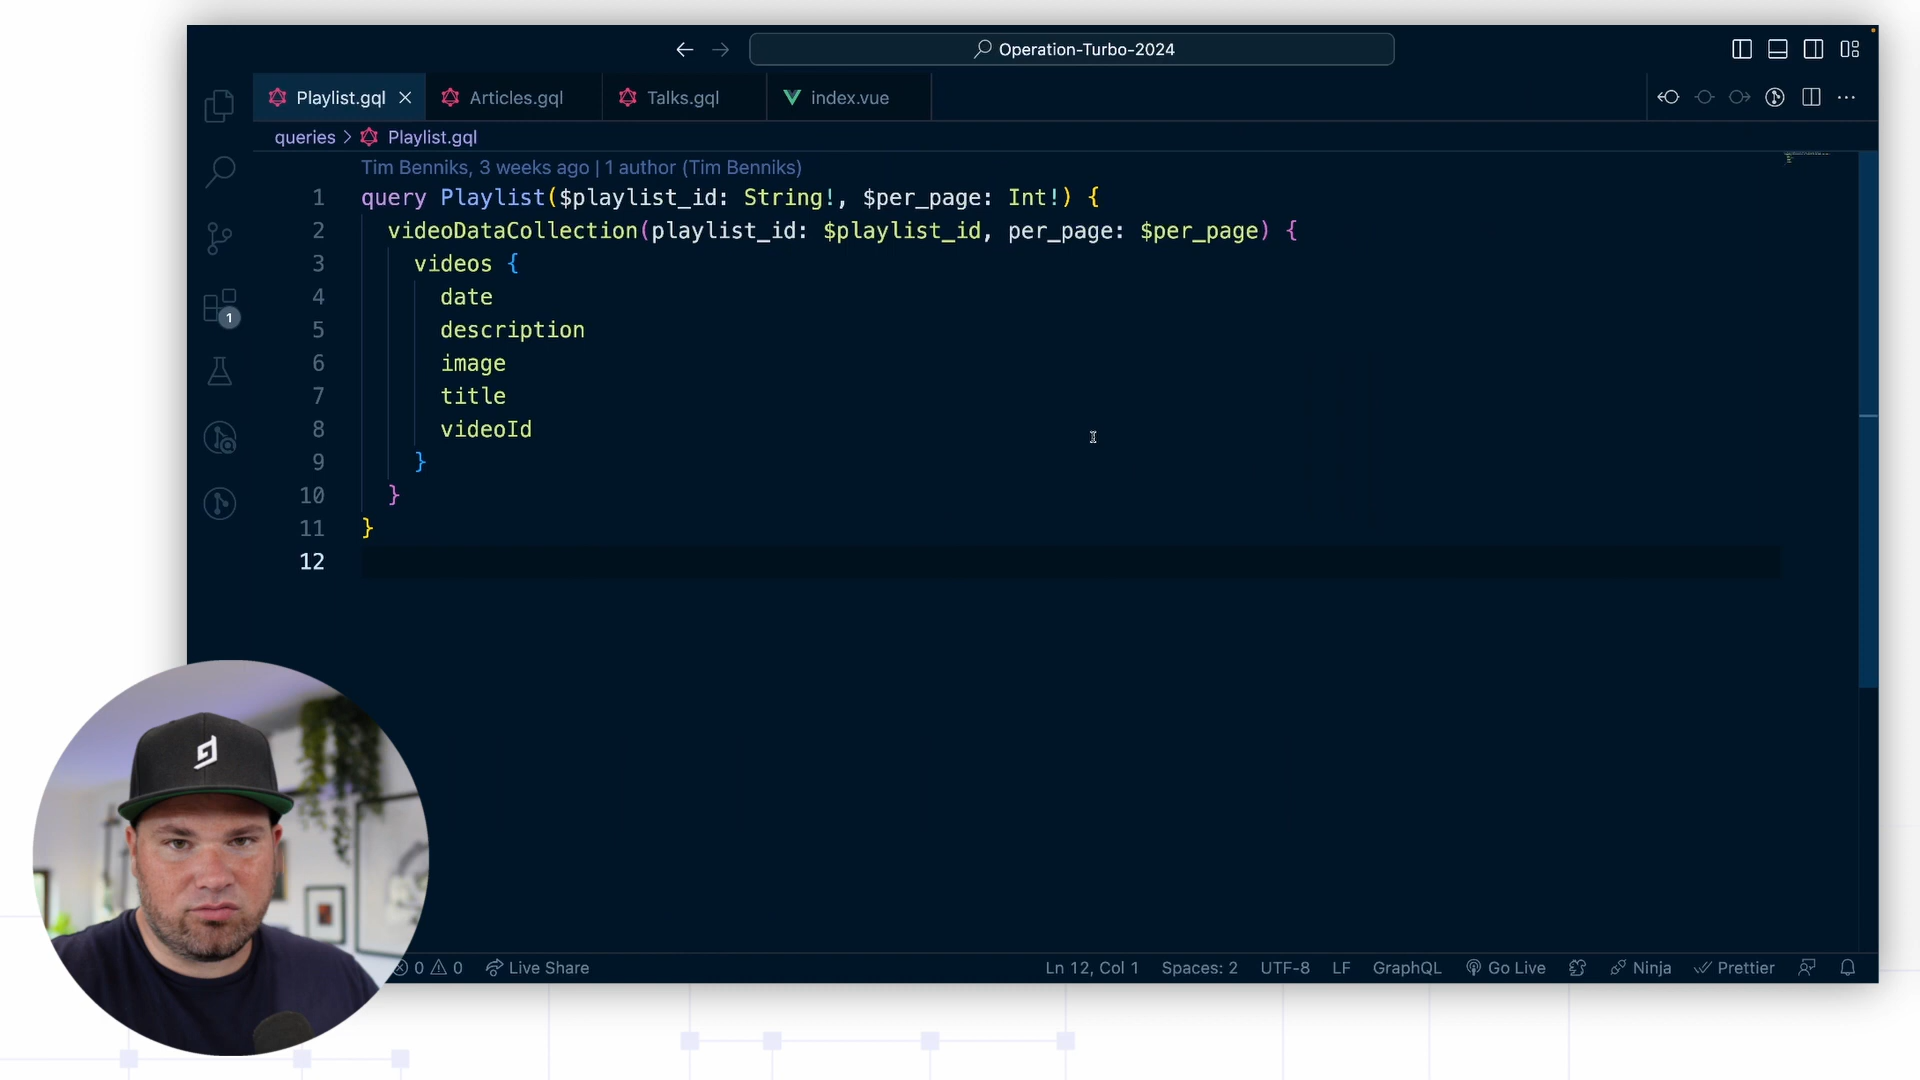 Operation-Turbo-2024
Playlist.gql
Articles.gql
Talks.gql
index.vue
queries > Playlist.gql
Tim Benniks, 3 weeks ago | 1 author (Tim Benniks)
1 query Playlist($playlist_id: String!, $per_page: Int!) {
2 videoDataCollection(playlist_id: $playlist_id, per_page: $per_page) {
3 videos {
4 date
5 description
6 image
7 title
8 videoId
9 }
10 }
11 }
12
1
0 0 Live Share Ln 12, Col 1 Spaces: 2 UTF-8 LF GraphQL Go Live Ninja Prettier